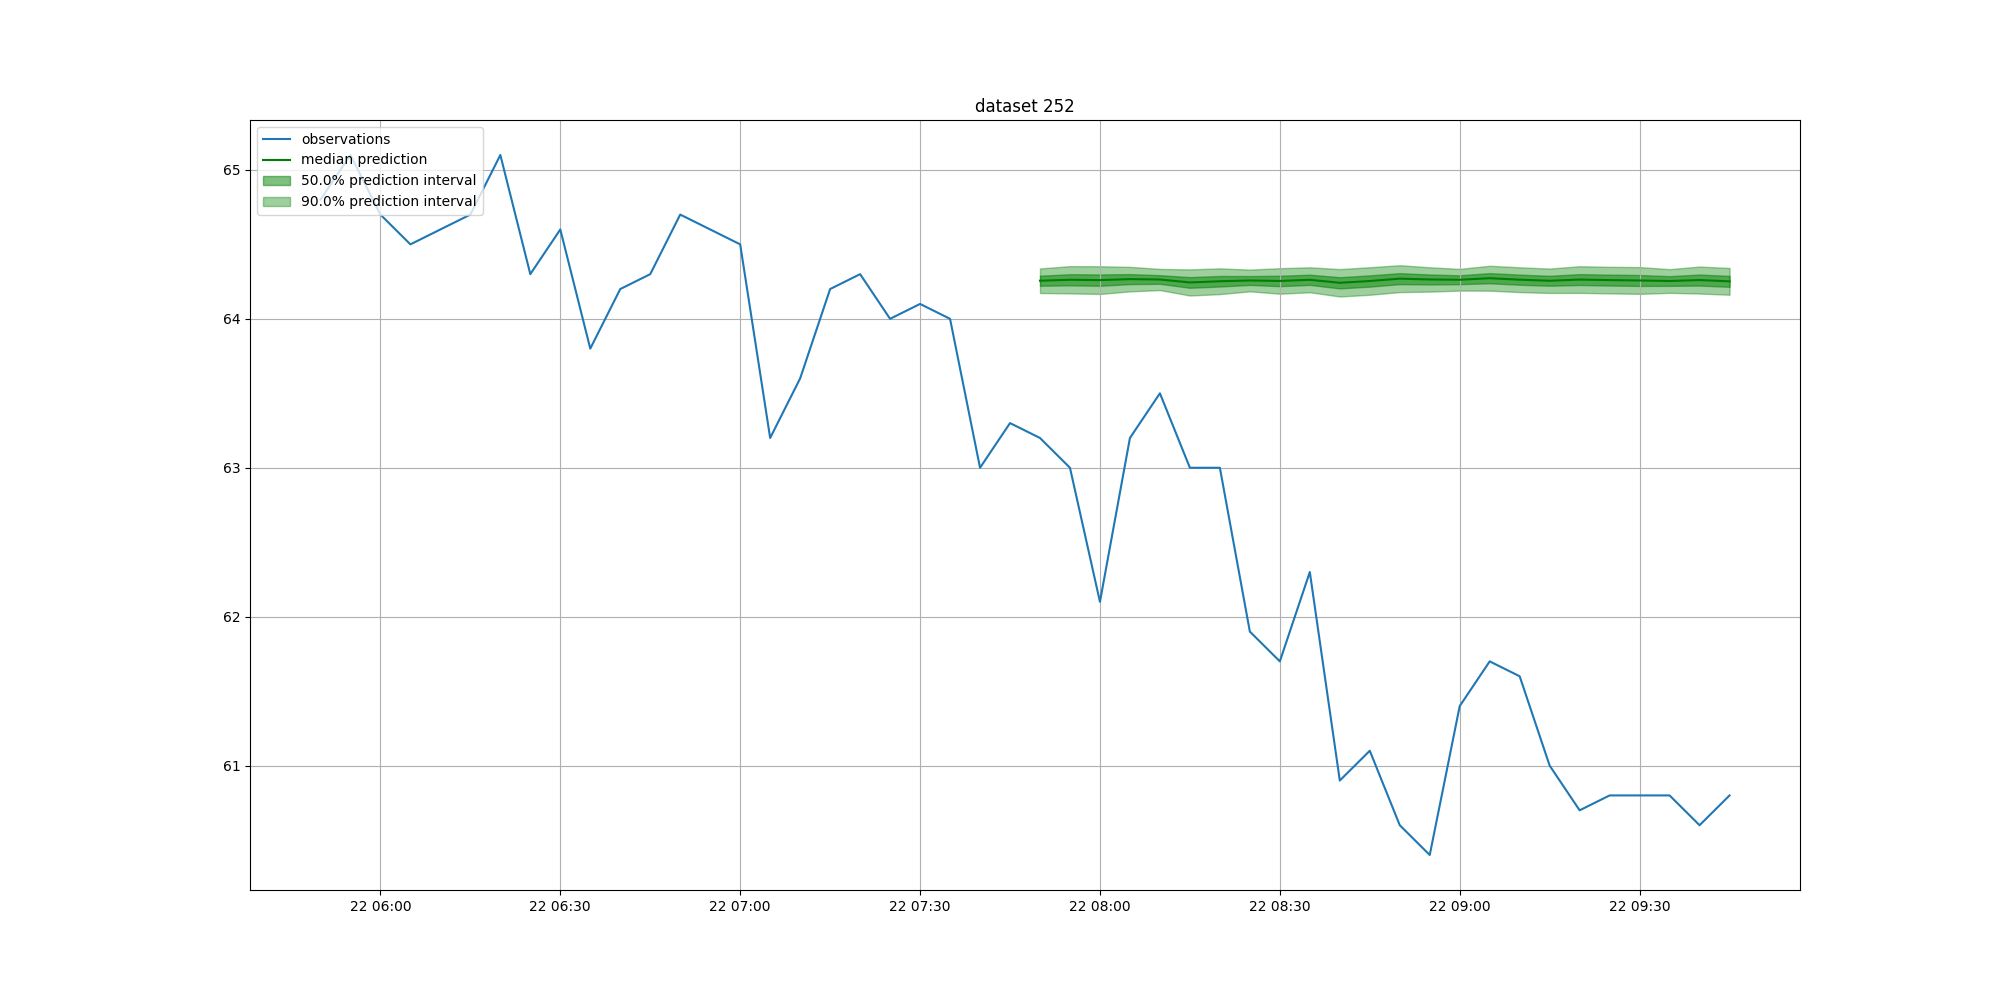 dataset 252
observations
median prediction
50.0% prediction interval
90.0% prediction interval
65
64
63
62
61
22 06:00
22 06:30
22 07:00
22 07:30
22 08:00
22 08:30
22 09:00
22 09:30